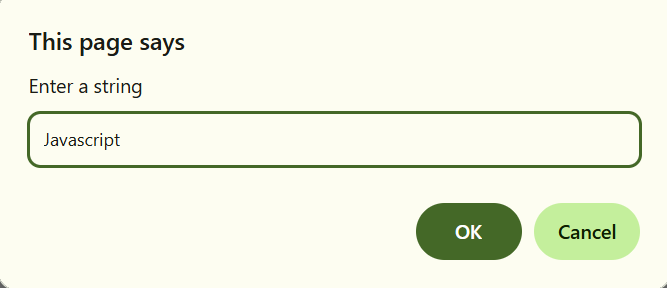 This page says
Enter a string
Javascript
OK Cancel